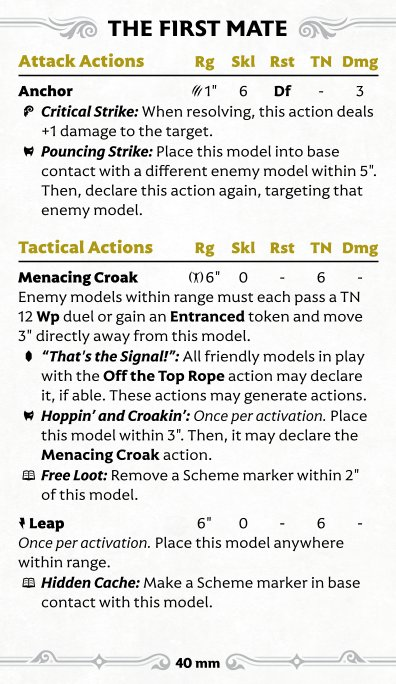 THE FIRST MATE
Attack Actions Rg Skl Rst TN Dmg
Anchor 1" 6 Df - 3
Critical Strike: When resolving, this action deals
+1 damage to the target.
Pouncing Strike: Place this model into base
contact with a different enemy model within 5".
Then, declare this action again, targeting that
enemy model.
Tactical Actions Rg Skl Rst TN Dmg
Menacing Croak 6" 0 - 6 -
Enemy models within range must each pass a TN
12 Wp duel or gain an Entranced token and move
3" directly away from this model.
"That's the Signal!": All friendly models in play
with the Off the Top Rope action may declare
it, if able. These actions may generate actions.
Hoppin' and Croakin': Once per activation. Place
this model within 3". Then, it may declare the
Menacing Croak action.
Free Loot: Remove a Scheme marker within 2"
of this model.
Leap 6" 0 - 6 -
Once per activation. Place this model anywhere
within range.
Hidden Cache: Make a Scheme marker in base
contact with this model.
40 mm